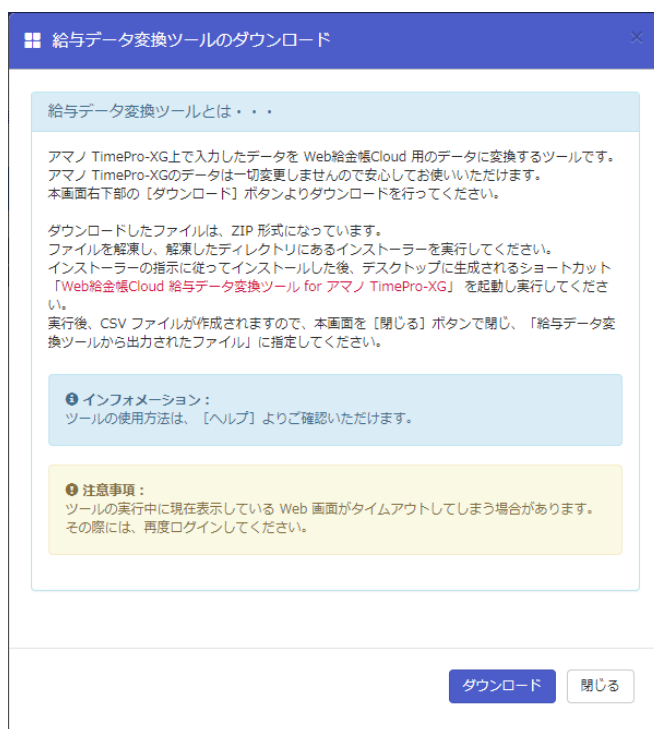 給与データ変換ツールのダウンロード
給与データ変換ツールとは・・・
アマノ TimePro-XG上で入力したデータを Web給金帳Cloud 用のデータに変換するツールです。
アマノ TimePro-XGのデータは一切変更しませんので安心してお使いいただけます。
本画面右下部の［ダウンロード］ボタンよりダウンロードを行ってください。
ダウンロードしたファイルは、ZIP 形式になっています。
ファイルを解凍し、解凍したディレクトリにあるインストーラーを実行してください。
インストーラーの指示に従ってインストールした後、デスクトップに生成されるショートカット
「Web給金帳Cloud 給与データ変換ツール for アマノ TimePro-XG」 を起動し実行してくださ
い。
実行後、CSV ファイルが作成されますので、本画面を［閉じる］ボタンで閉じ、「給与データ変
換ツールから出力されたファイル」に指定してください。
インフォメーション：
ツールの使用方法は、［ヘルプ］よりご確認いただけます。
注意事項：
ツールの実行中に現在表示している Web 画面がタイムアウトしてしまう場合があります。
その際には、再度ログインしてください。
ダウンロード 閉じる